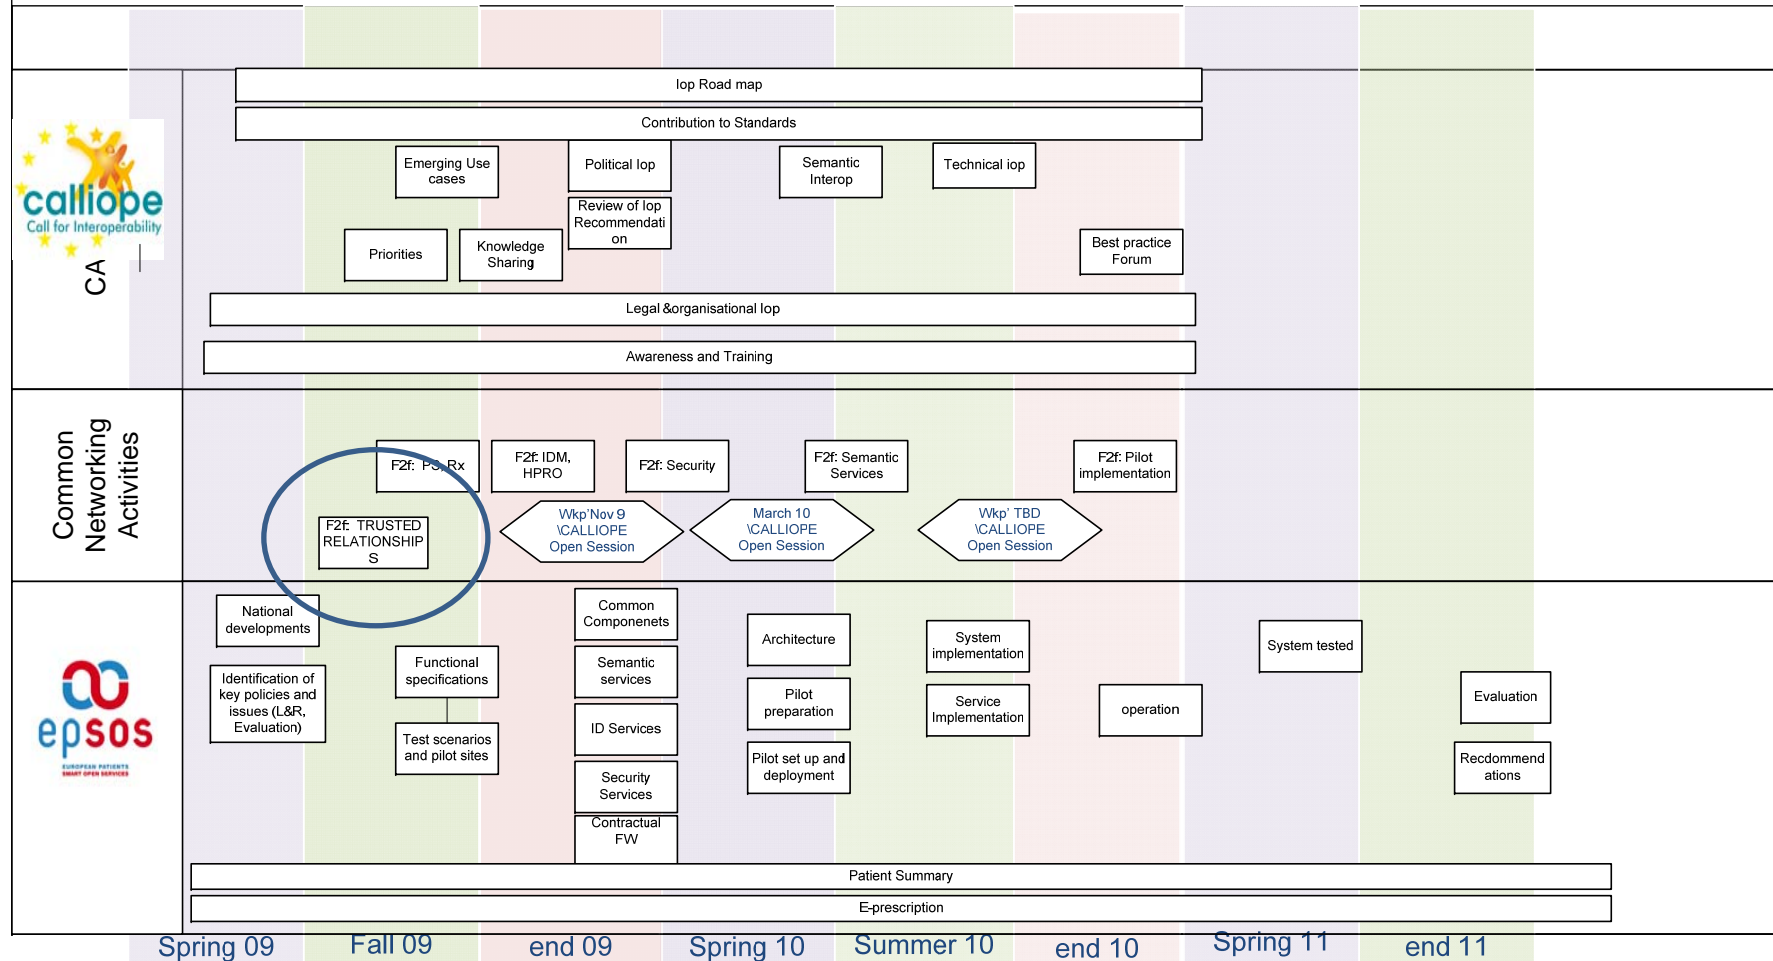 Iop Road map
Contribution to Standards
Emerging Use
cases
Political Iop
Semantic
Interop
Technical iop
Review of Iop
Recommendati
on
Priorities
Knowledge
Sharing
Best practice
Forum
Legal &organisational Iop
Awareness and Training
calliope
Call for Interoperability
CA
Common
Networking
Activities
F2f: PS, Rx
F2f: IDM,
HPRO
F2f: Security
F2f: Semantic
Services
F2f: Pilot
implementation
F2f: TRUSTED
RELATIONSHIP
S
Wkp'Nov 9
\CALLIOPE
Open Session
March 10
\CALLIOPE
Open Session
Wkp' TBD
\CALLIOPE
Open Session
epsos
EUROPEAN PATIENTS
SMART OPEN SERVICES
National
developments
Identification of
key policies and
issues (L&R,
Evaluation)
Functional
specifications
Test scenarios
and pilot sites
Common
Componenets
Semantic
services
ID Services
Security
Services
Contractual
FW
Architecture
Pilot
preparation
Pilot set up and
deployment
System
implementation
Service
Implementation
operation
System tested
Evaluation
Recdommend
ations
Patient Summary
E-prescription
Spring 09
Fall 09
end 09
Spring 10
Summer 10
end 10
Spring 11
end 11